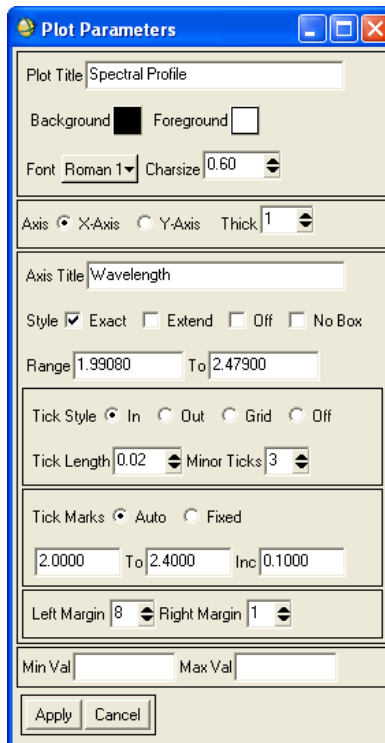 Plot Parameters
Plot Title Spectral Profile
Background Foreground
Font Roman 1 Charsize 0.60
Axis X-Axis Y-Axis Thick 1
Axis Title Wavelength
Style Exact Extend Off No Box
Range 1.99080 To 2.47900
Tick Style In Out Grid Off
Tick Length 0.02 Minor Ticks 3
Tick Marks Auto Fixed
2.0000 To 2.4000 Inc 0.1000
Left Margin 8 Right Margin 1
Min Val Max Val
Apply Cancel